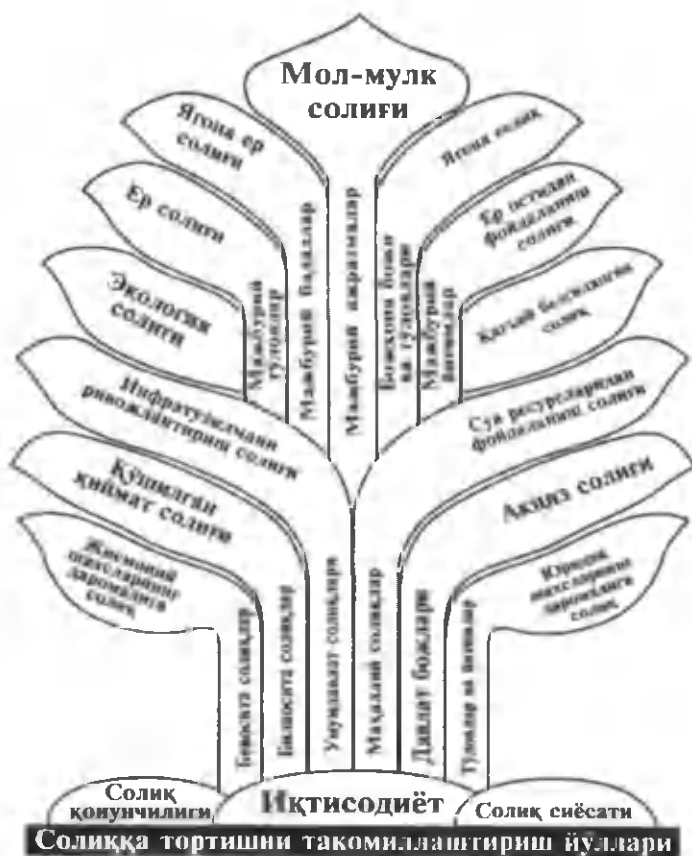 Мол-мулк
солиғи
Ягона ер
солиғи
Ягона солиқ
Ер солиғи
Ер остидан
фойдаланиш
солиғи
Экология
солиғи
Қатъий белгиланган
солиқ
Мажбурий
тўловлар
Мажбурий бадаллар
Мажбурий ажратмалар
Божхона божи
ва тўловлари
Мажбурий
йиғимлар
Инфратузилмани
ривожлантириш солиғи
Сув ресурсларидан
фойдаланиш солиғи
Қўшилган
қиймат солиғи
Акциз солиғи
Жисмоний
шахсларнинг
даромадига
солиқ
Юридик
шахсларнинг
даромадига
солиқ
Бевосита солиқлар
Билвосита солиқлар
Умумдавлат солиқлари
Маҳаллий солиқлар
Давлат божлари
Тўловлар ва йиғимлар
Солиқ
қонунчилиги
Иқтисодиёт
Солиқ сиёсати
Солиққа тортишни такомиллаштириш йуллари